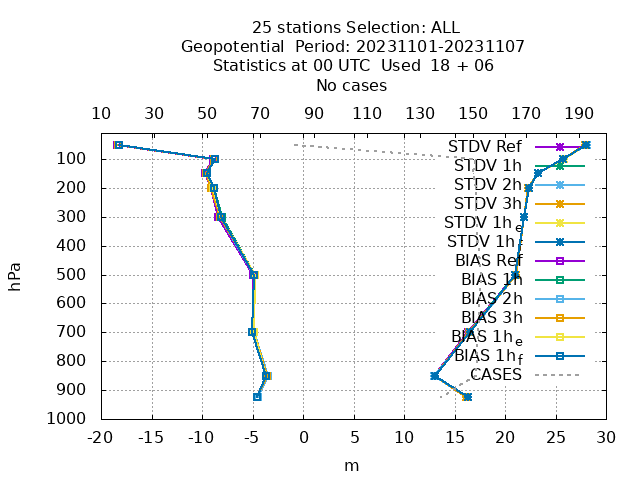 25 stations Selection: ALL
Geopotential  Period: 20231101-20231107
Statistics at 00 UTC  Used  18 + 06
No cases
10 30 50 70 90 110 130 150 170 190
100
200
300
400
500
600
700
800
900
1000
hPa
STDV Ref
STDV 1h
STDV 2h
STDV 3h
STDV 1he
STDV 1hf
BIAS Ref
BIAS 1h
BIAS 2h
BIAS 3h
BIAS 1he
BIAS 1hf
CASES
-20 -15 -10 -5 0 5 10 15 20 25 30
m